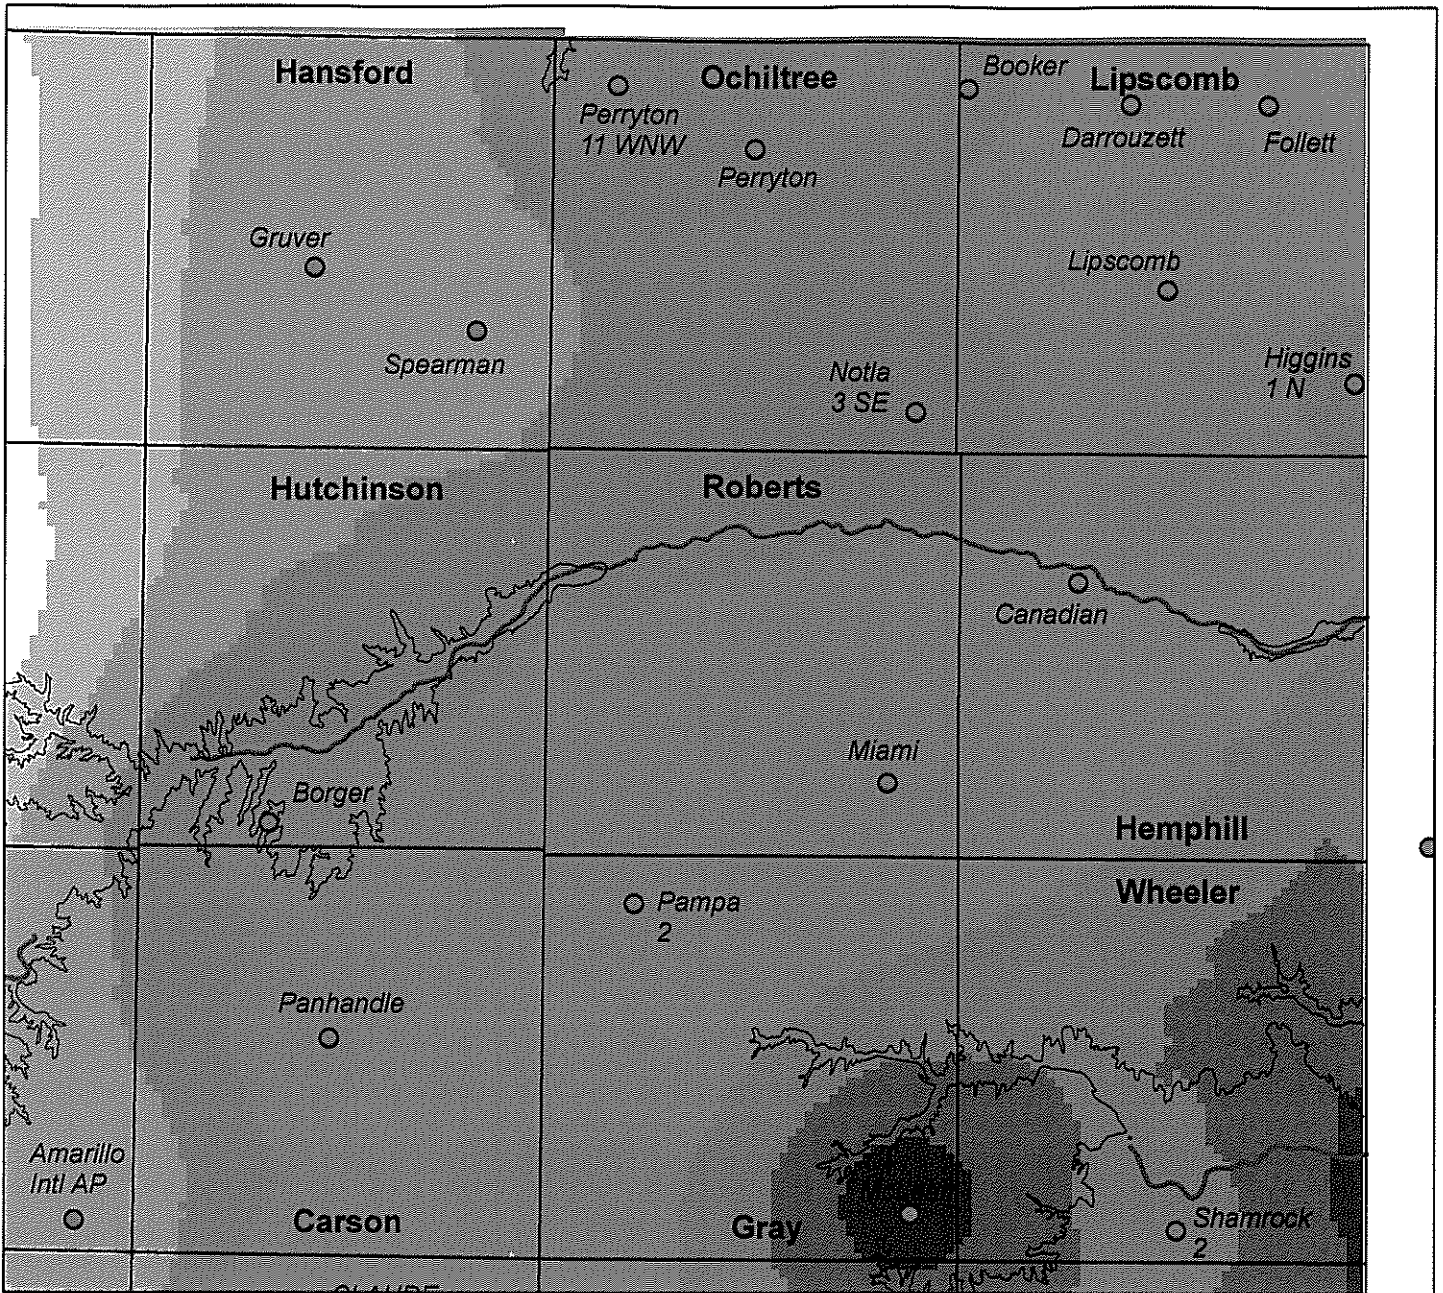 Hansford
Ochiltree
Booker
Lipscomb
Perryton
11 WNW
Perryton
Darrouzett
Follett
Gruver
Lipscomb
Spearman
Notla
3 SE
Higgins
1 N
Hutchinson
Roberts
Canadian
Miami
Borger
Hemphill
Wheeler
Pampa
2
Panhandle
Amarillo
Intl AP
Carson
Gray
Shamrock
2